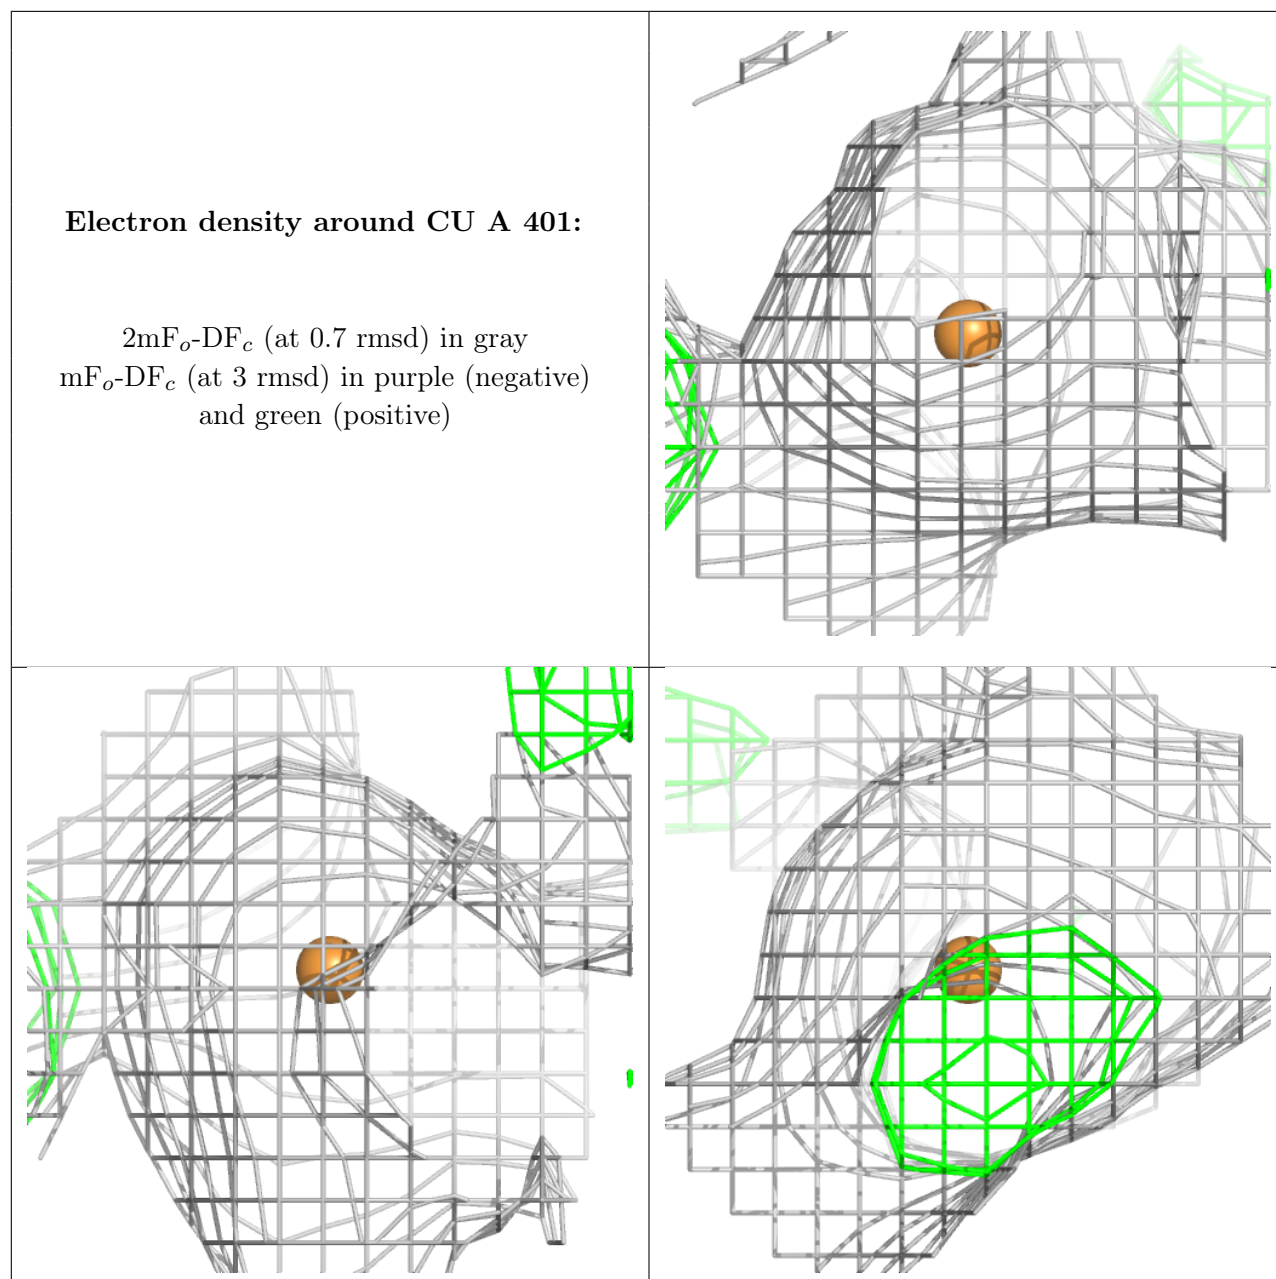 Electron density around CU A 401:
2mFo-DFc (at 0.7 rmsd) in gray
mFo-DFc (at 3 rmsd) in purple (negative)
and green (positive)